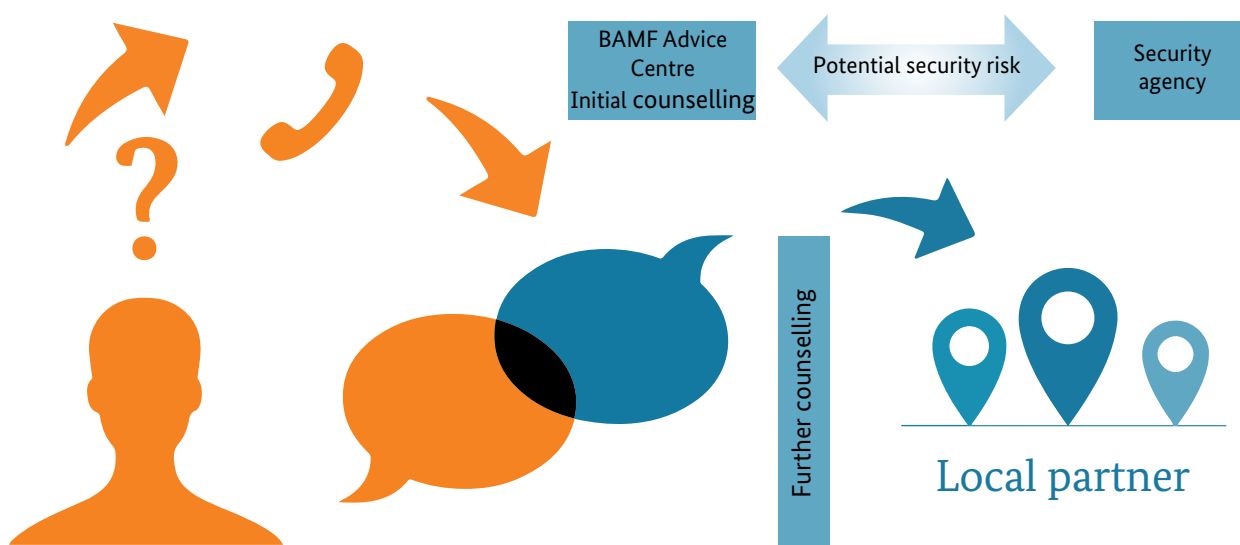 BAMF Advice
Centre
Initial counselling
Potential security risk
Security
agency
?
Further counselling
Local partner